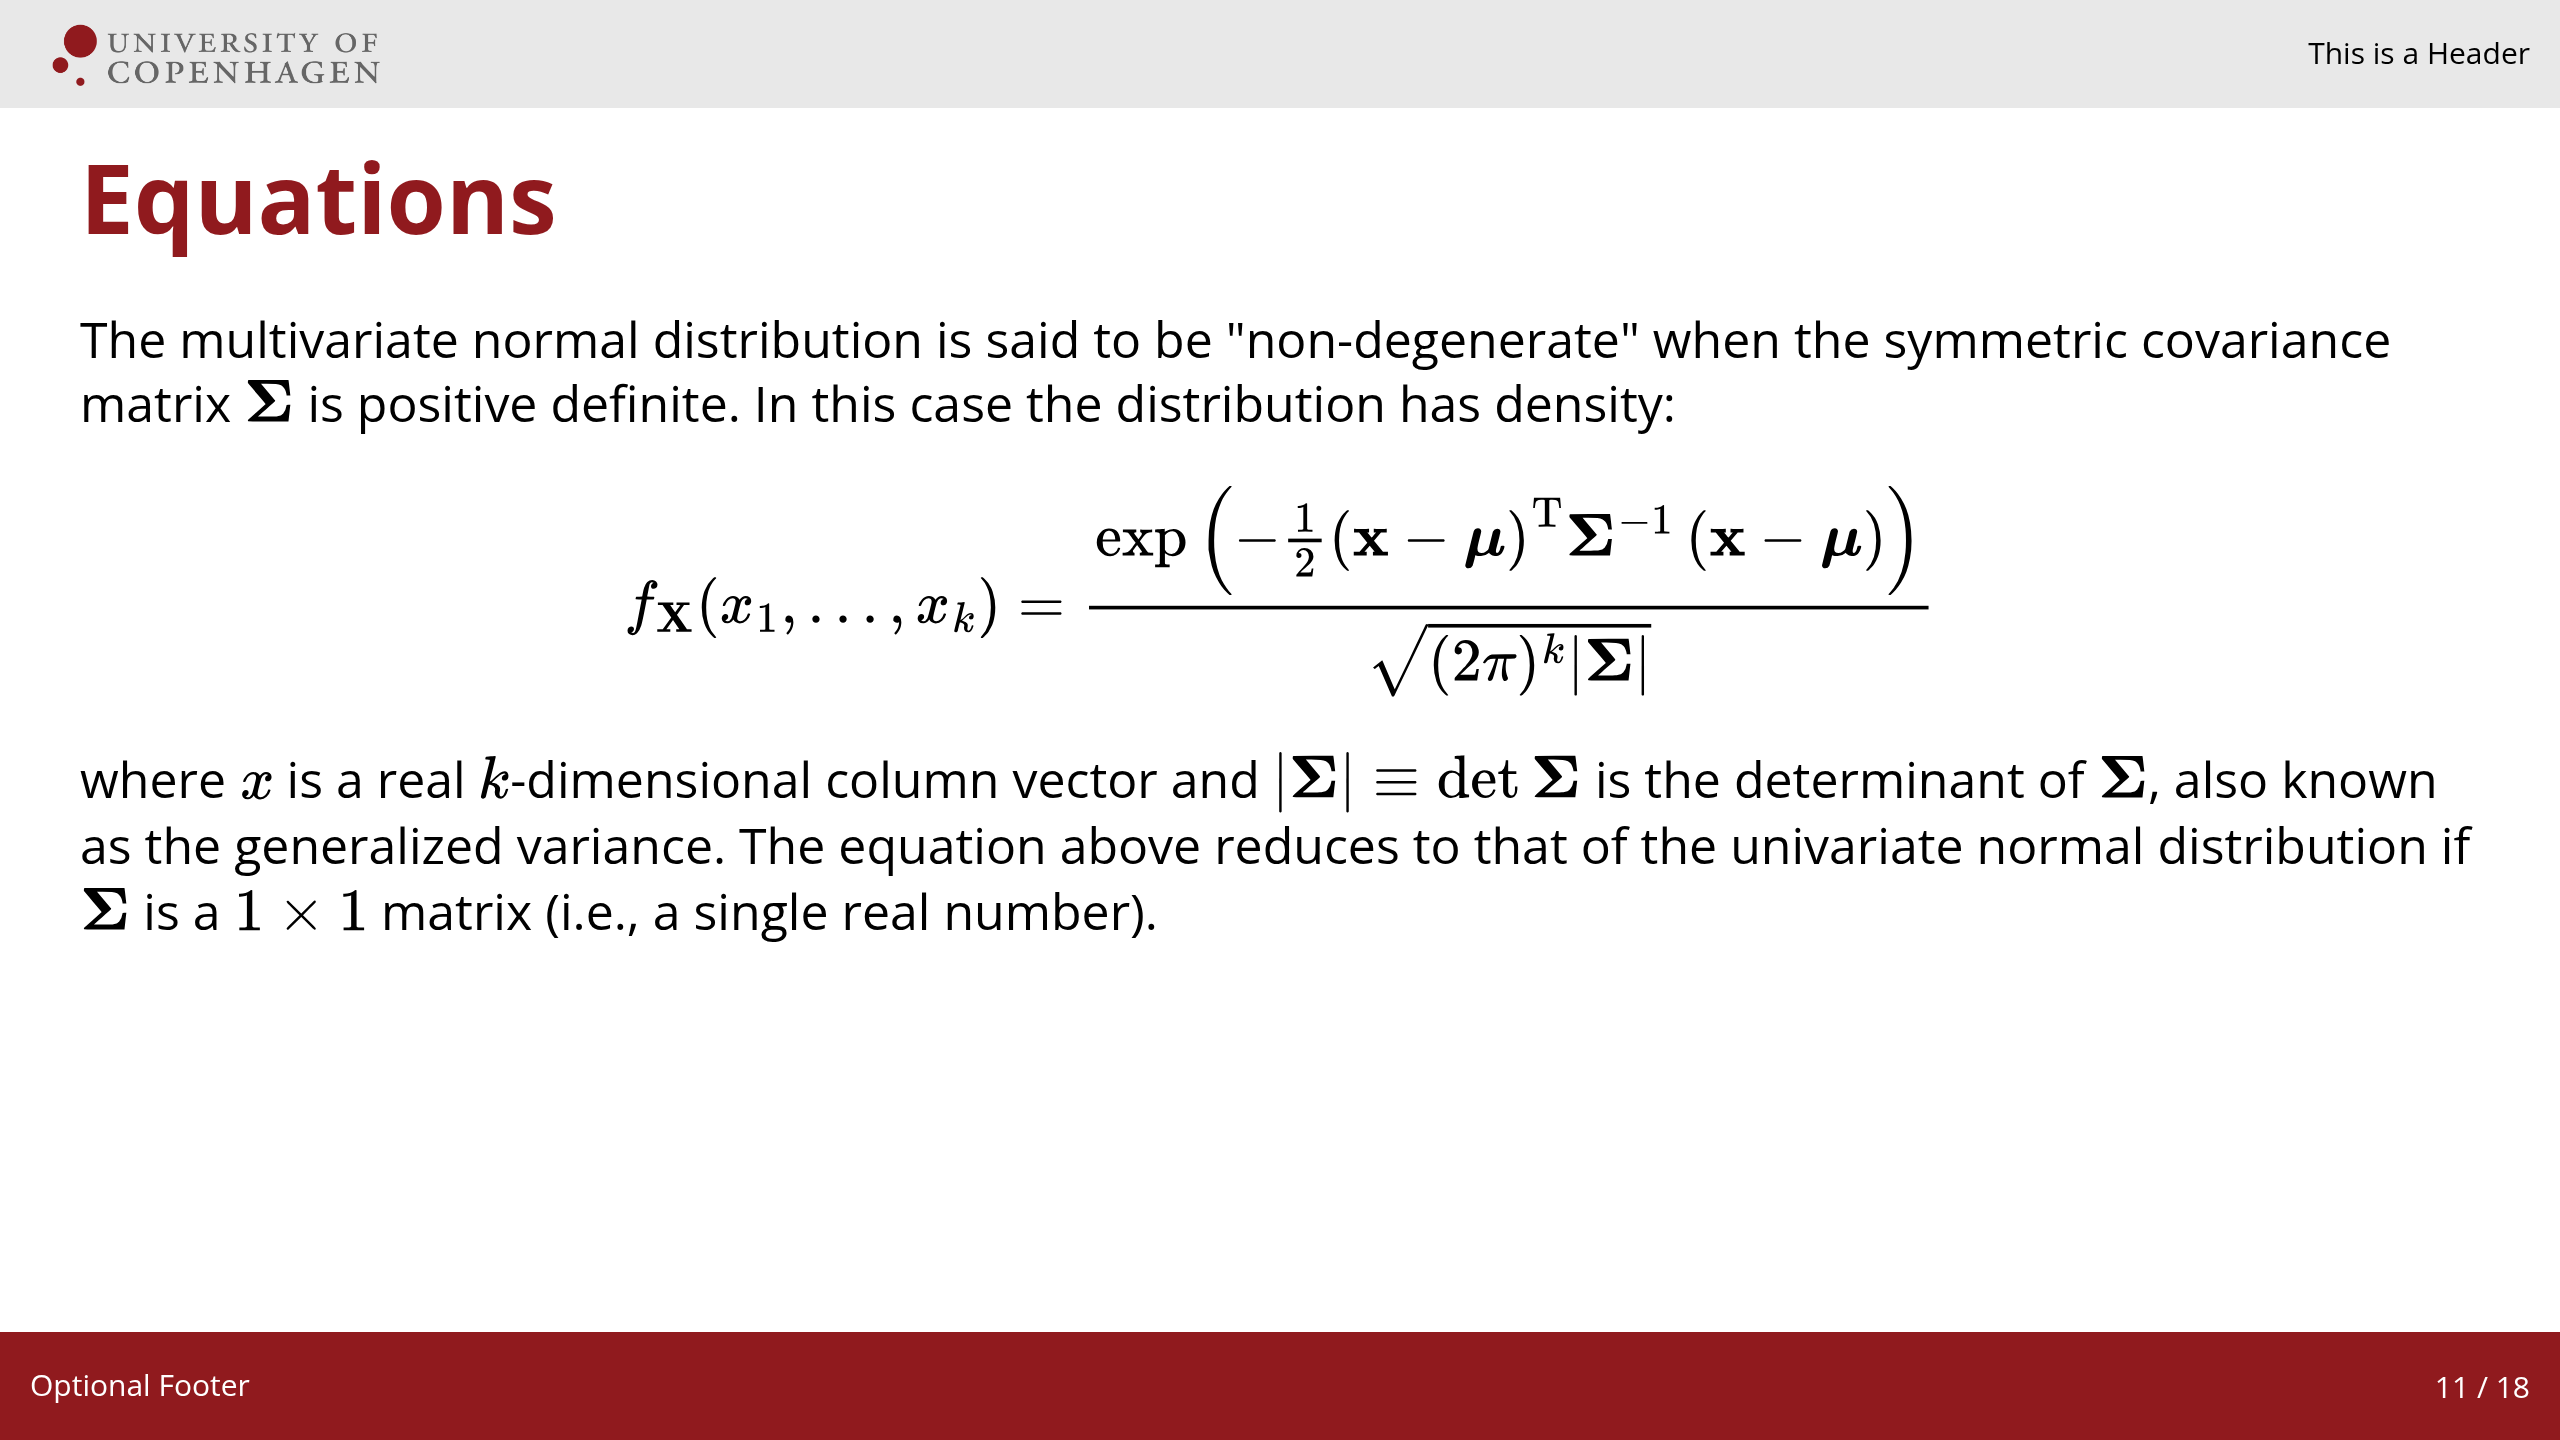 UNIVERSITY OF
COPENHAGEN
This is a Header
Equations
The multivariate normal distribution is said to be "non-degenerate" when the symmetric covariance
matrix 𝚺 is positive definite. In this case the distribution has density:
f_𝐗(x₁, . . . , x_k) = exp(−½(𝐱 − 𝝁)ᵀ𝚺⁻¹(𝐱 − 𝝁)) / √((2π)ᵏ|𝚺|)
where x is a real k-dimensional column vector and |𝚺| ≡ det 𝚺 is the determinant of 𝚺, also known
as the generalized variance. The equation above reduces to that of the univariate normal distribution if
𝚺 is a 1 × 1 matrix (i.e., a single real number).
Optional Footer
11 / 18